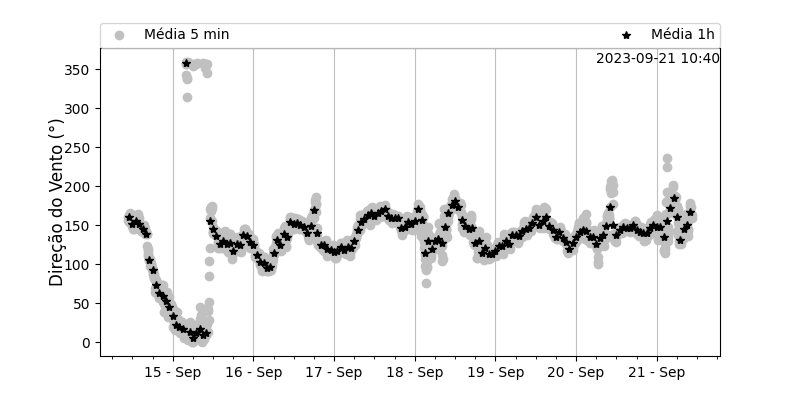 Média 5 min
Média 1h
2023-09-21 10:40
Direção do Vento (°)
350
300
250
200
150
100
50
0
15 - Sep
16 - Sep
17 - Sep
18 - Sep
19 - Sep
20 - Sep
21 - Sep